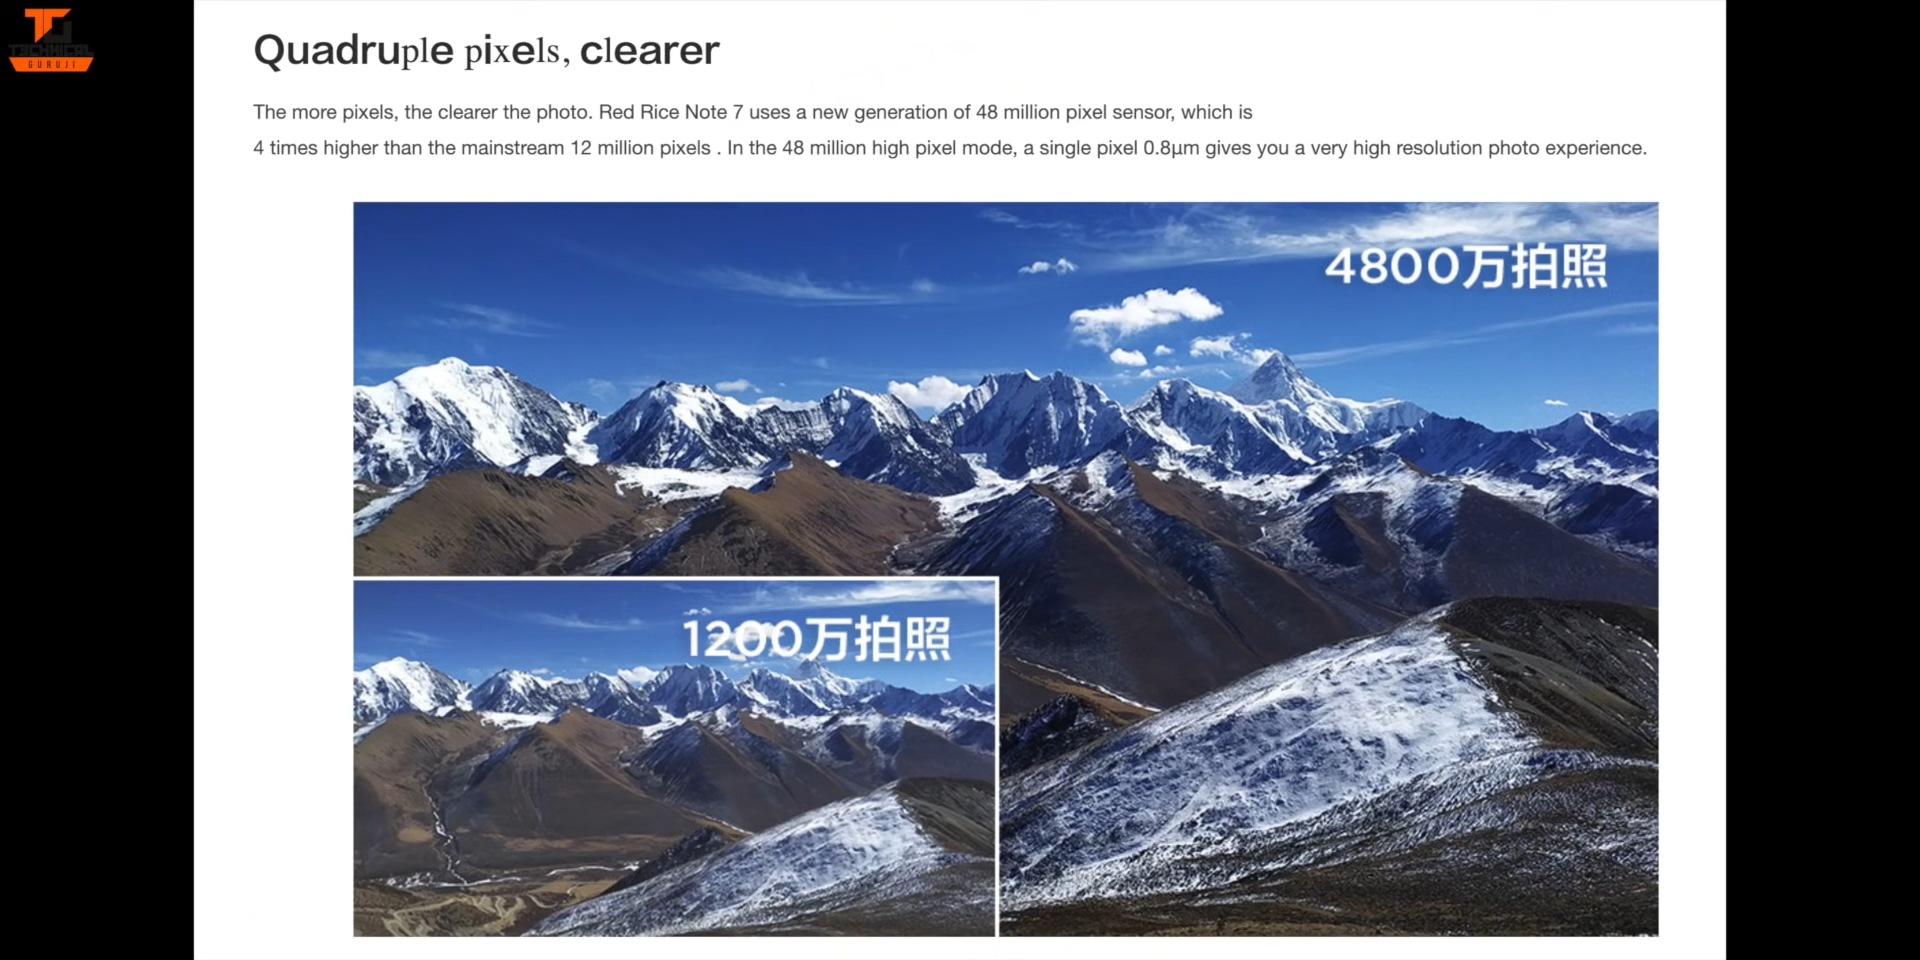 TECHNICAL
GURUJI
Quadruple pixels, clearer
The more pixels, the clearer the photo. Red Rice Note 7 uses a new generation of 48 million pixel sensor, which is
4 times higher than the mainstream 12 million pixels . In the 48 million high pixel mode, a single pixel 0.8μm gives you a very high resolution photo experience.
4800万拍照
1200万拍照